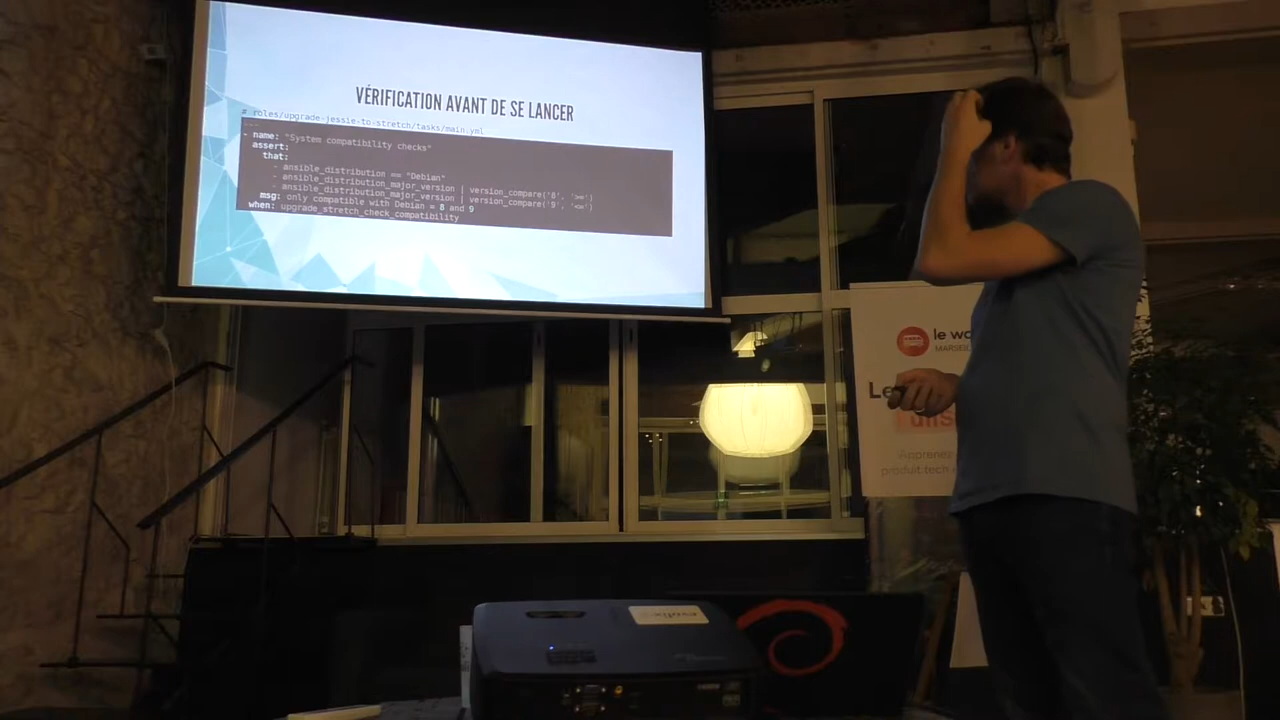 VÉRIFICATION AVANT DE SE LANCER
# roles/upgrade-jessie-to-stretch/tasks/main.yml
---
- name: "System compatibility checks"
assert:
that:
- ansible_distribution == "Debian"
- ansible_distribution_major_version | version_compare('8', '>=')
- ansible_distribution_major_version | version_compare('9', '<=')
msg: only compatible with Debian = 8 and 9
when: upgrade_stretch_check_compatibility
le wa
MARSEI
Le
Apprenez
produit tech